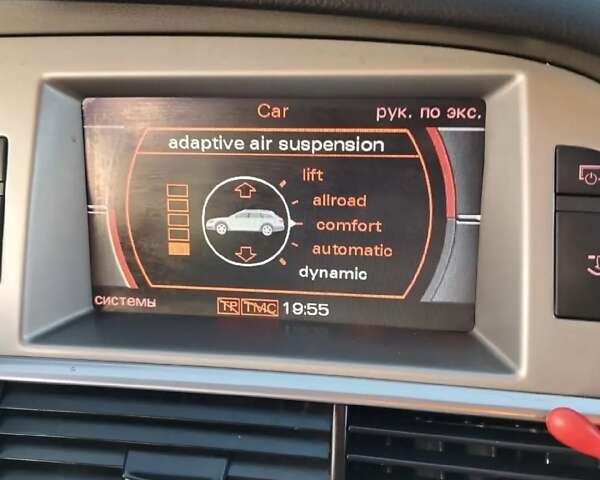 Car
рук. по экс.
adaptive air suspension
lift
allroad
comfort
automatic
dynamic
системы
TP TMC 19:55